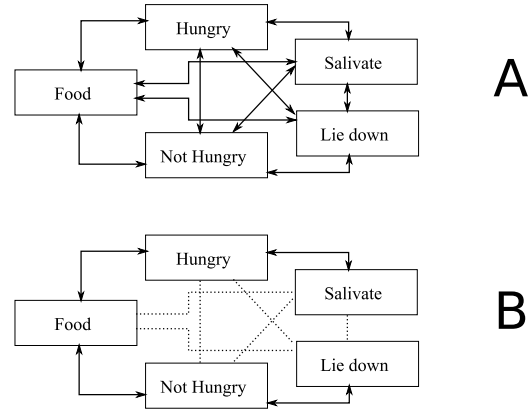 Hungry
Salivate
Food
Lie down
Not Hungry
A
Hungry
Salivate
Food
Lie down
Not Hungry
B